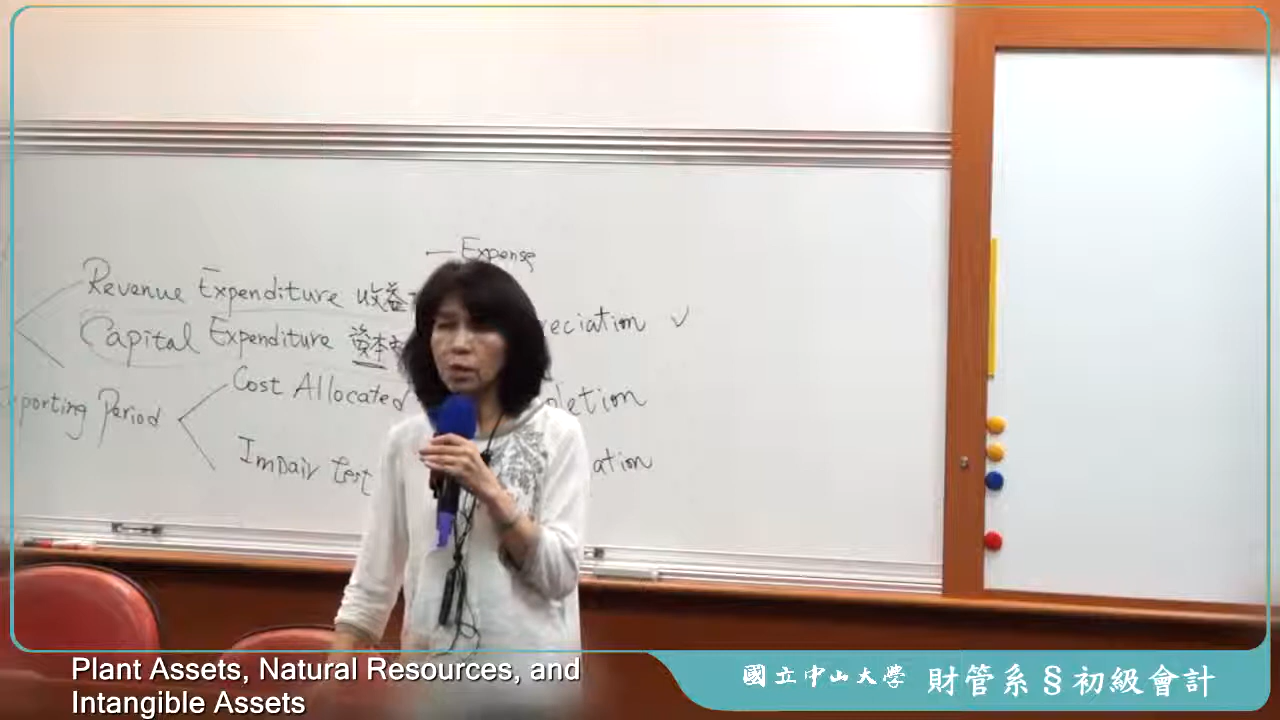 — Expense
Revenue Expenditure 收益
reciation ✓
Capital Expenditure 資本
Cost Allocated
letion
porting Period
Impair test
ation
Plant Assets, Natural Resources, and
Intangible Assets
國立中山大學 財管系§初級會計